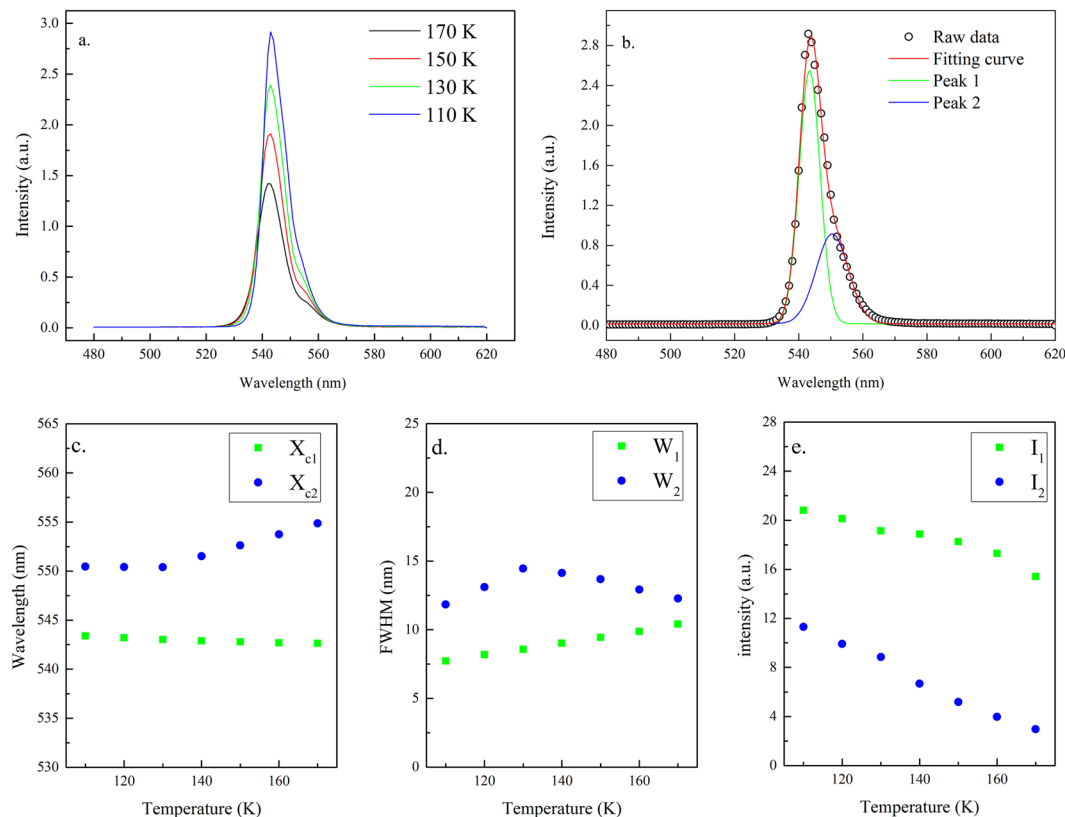 a.
170 K
150 K
130 K
110 K
3.0
2.5
2.0
1.5
1.0
0.5
0.0
Intensity (a.u.)
480 500 520 540 560 580 600 620
Wavelength (nm)
b.
Raw data
Fitting curve
Peak 1
Peak 2
2.8
2.4
2.0
1.6
1.2
0.8
0.4
0.0
Intensity (a.u.)
480 500 520 540 560 580 600 620
Wavelength (nm)
c.
Xc1
Xc2
565
560
555
550
545
540
535
530
Wavelength (nm)
120 140 160
Temperature (K)
d.
W1
W2
25
20
15
10
5
0
FWHM (nm)
120 140 160
Temperature (K)
e.
I1
I2
28
24
20
16
12
8
4
0
intensity (a.u.)
120 140 160
Temperature (K)